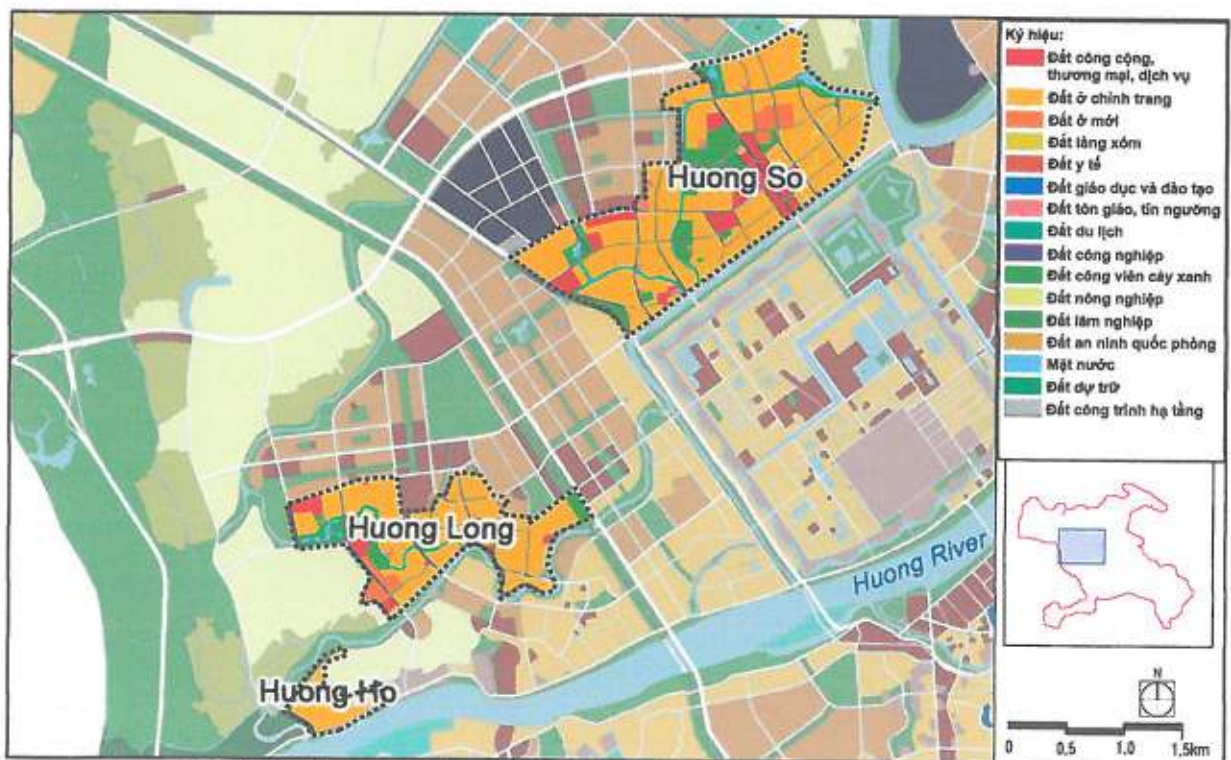 Huong So
Huong Long
Huong Ho
Huong River
Ký hiệu:
Đất công cộng,
thương mại, dịch vụ
Đất ở chỉnh trang
Đất ở mới
Đất làng xóm
Đất y tế
Đất giáo dục và đào tạo
Đất tôn giáo, tín ngưỡng
Đất du lịch
Đất công nghiệp
Đất công viên cây xanh
Đất nông nghiệp
Đất lâm nghiệp
Đất an ninh quốc phòng
Mặt nước
Đất dự trữ
Đất công trình hạ tầng
N
0 0,5 1,0 1,5km